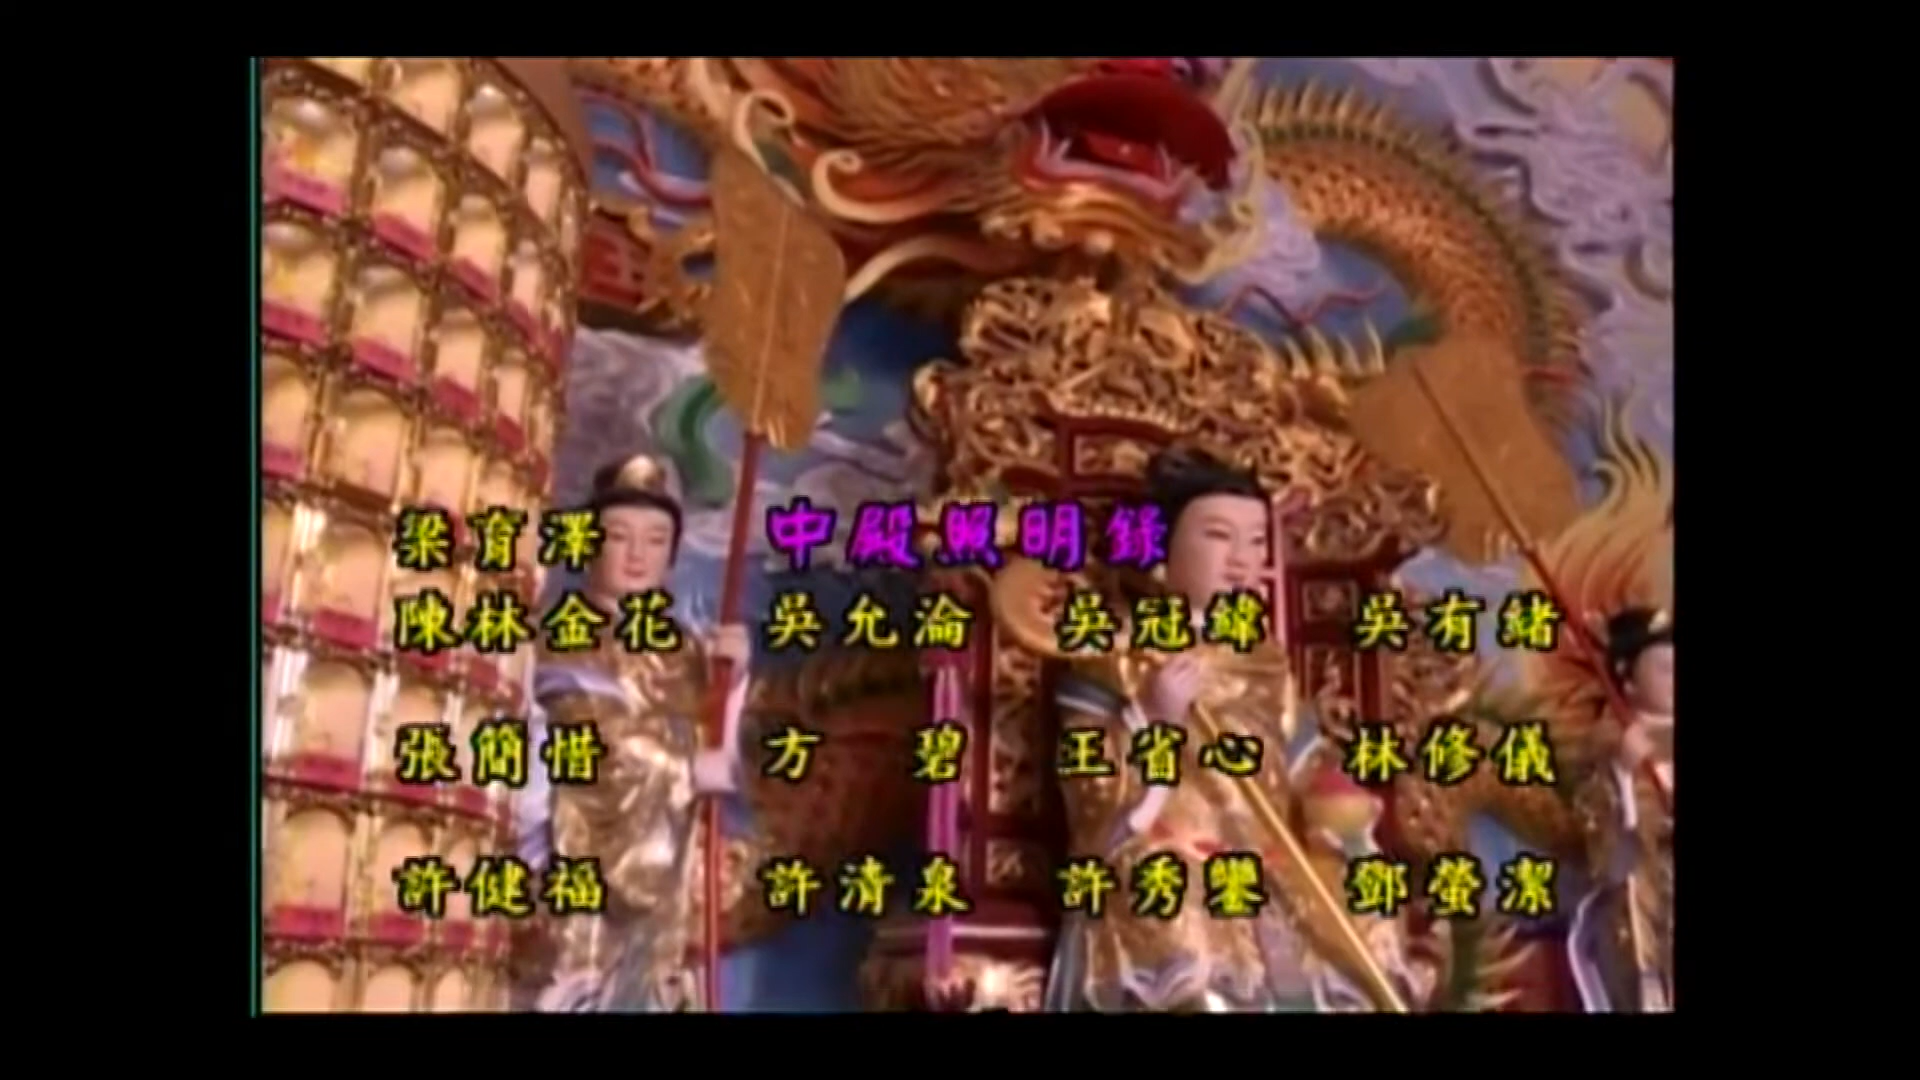 梁育澤 中殿照明錄
陳林金花 吳允淪 吳冠緯 吳有緒
張簡惜 方碧 王省心 林修儀
許健福 許清泉 許秀鑾 鄧螢潔